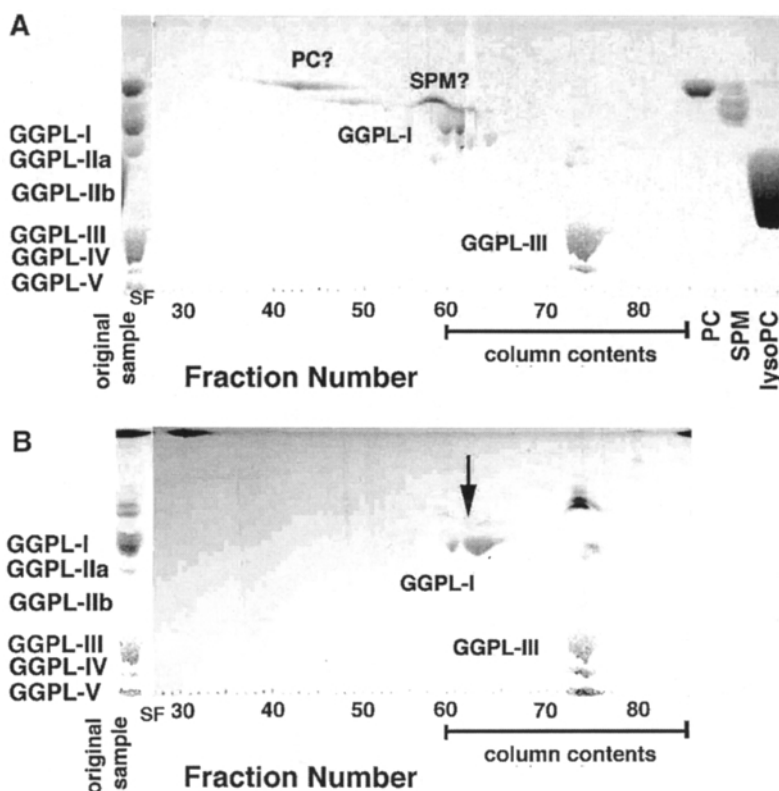 A
PC?
SPM?
GGPL-I
GGPL-I
GGPL-IIa
GGPL-IIb
GGPL-III
GGPL-III
GGPL-IV
GGPL-V
SF
30 40 50 60 70 80
original
sample
column contents
PC
SPM
lysoPC
Fraction Number
B
GGPL-I
GGPL-IIa
GGPL-I
GGPL-IIb
GGPL-III
GGPL-III
GGPL-IV
GGPL-V
SF 30 40 50 60 70 80
original
sample
column contents
Fraction Number